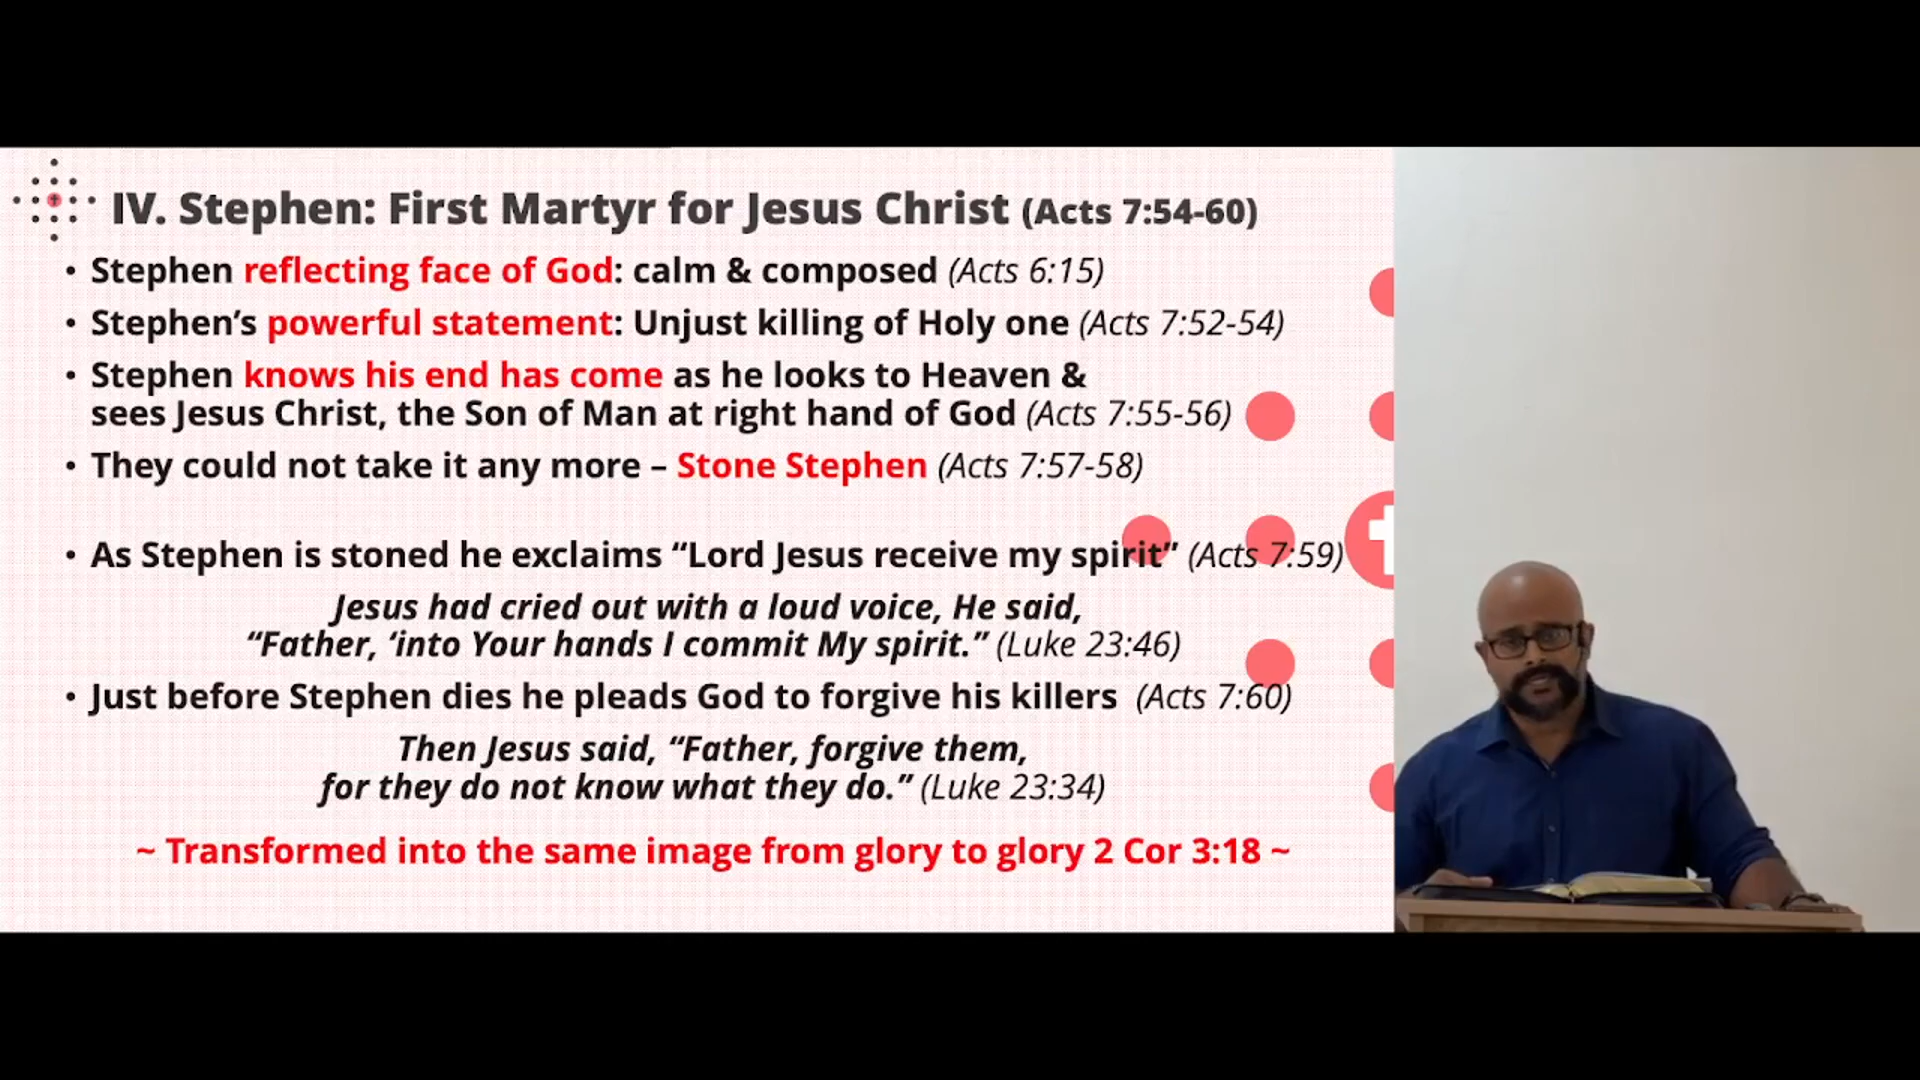 IV. Stephen: First Martyr for Jesus Christ (Acts 7:54-60)
• Stephen reflecting face of God: calm & composed (Acts 6:15)
• Stephen’s powerful statement: Unjust killing of Holy one (Acts 7:52-54)
• Stephen knows his end has come as he looks to Heaven &
sees Jesus Christ, the Son of Man at right hand of God (Acts 7:55-56)
• They could not take it any more – Stone Stephen (Acts 7:57-58)
• As Stephen is stoned he exclaims “Lord Jesus receive my spirit” (Acts 7:59)
Jesus had cried out with a loud voice, He said,
“Father, ‘into Your hands I commit My spirit.” (Luke 23:46)
• Just before Stephen dies he pleads God to forgive his killers (Acts 7:60)
Then Jesus said, “Father, forgive them,
for they do not know what they do.” (Luke 23:34)
~ Transformed into the same image from glory to glory 2 Cor 3:18 ~